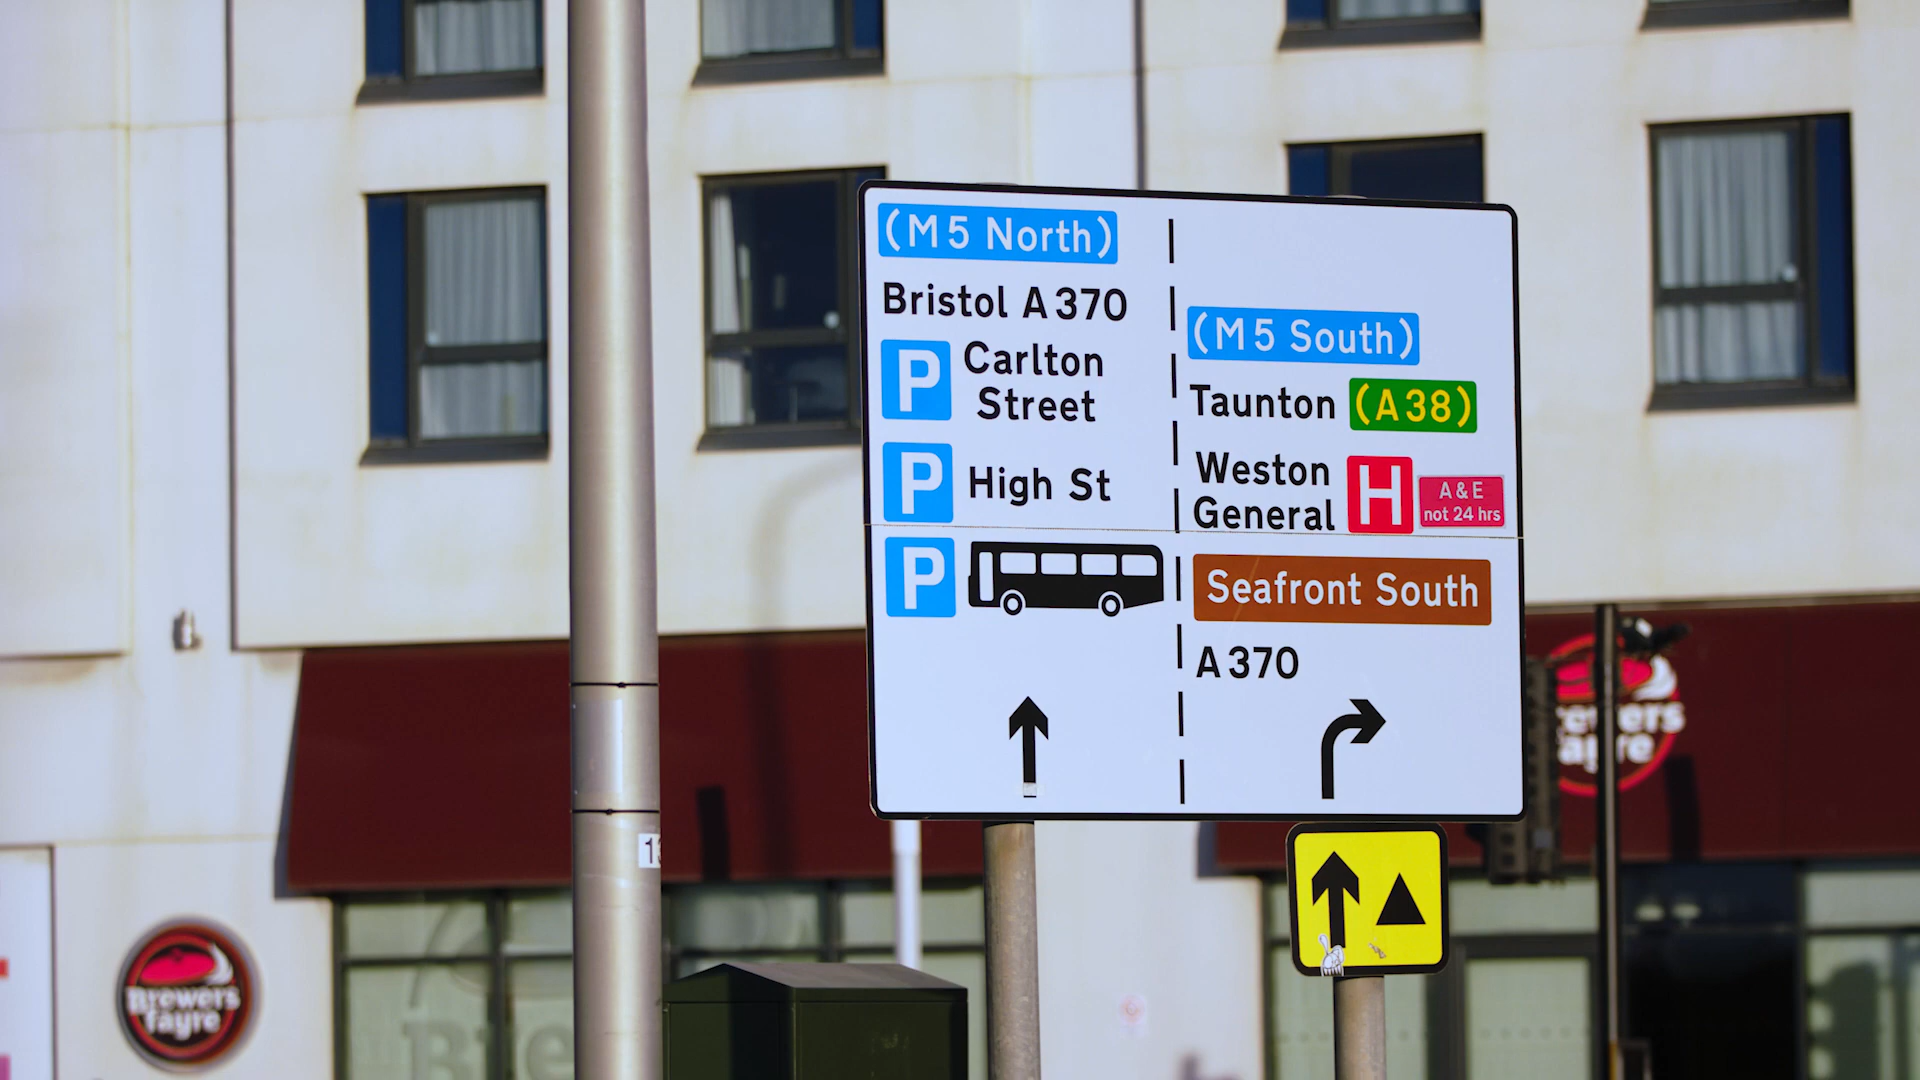 (M5 North)
Bristol A370
P Carlton
Street
P High St
P
(M5 South)
Taunton (A38)
Weston
General H A&E
not 24 hrs
Seafront South
A370
Brewers
fayre